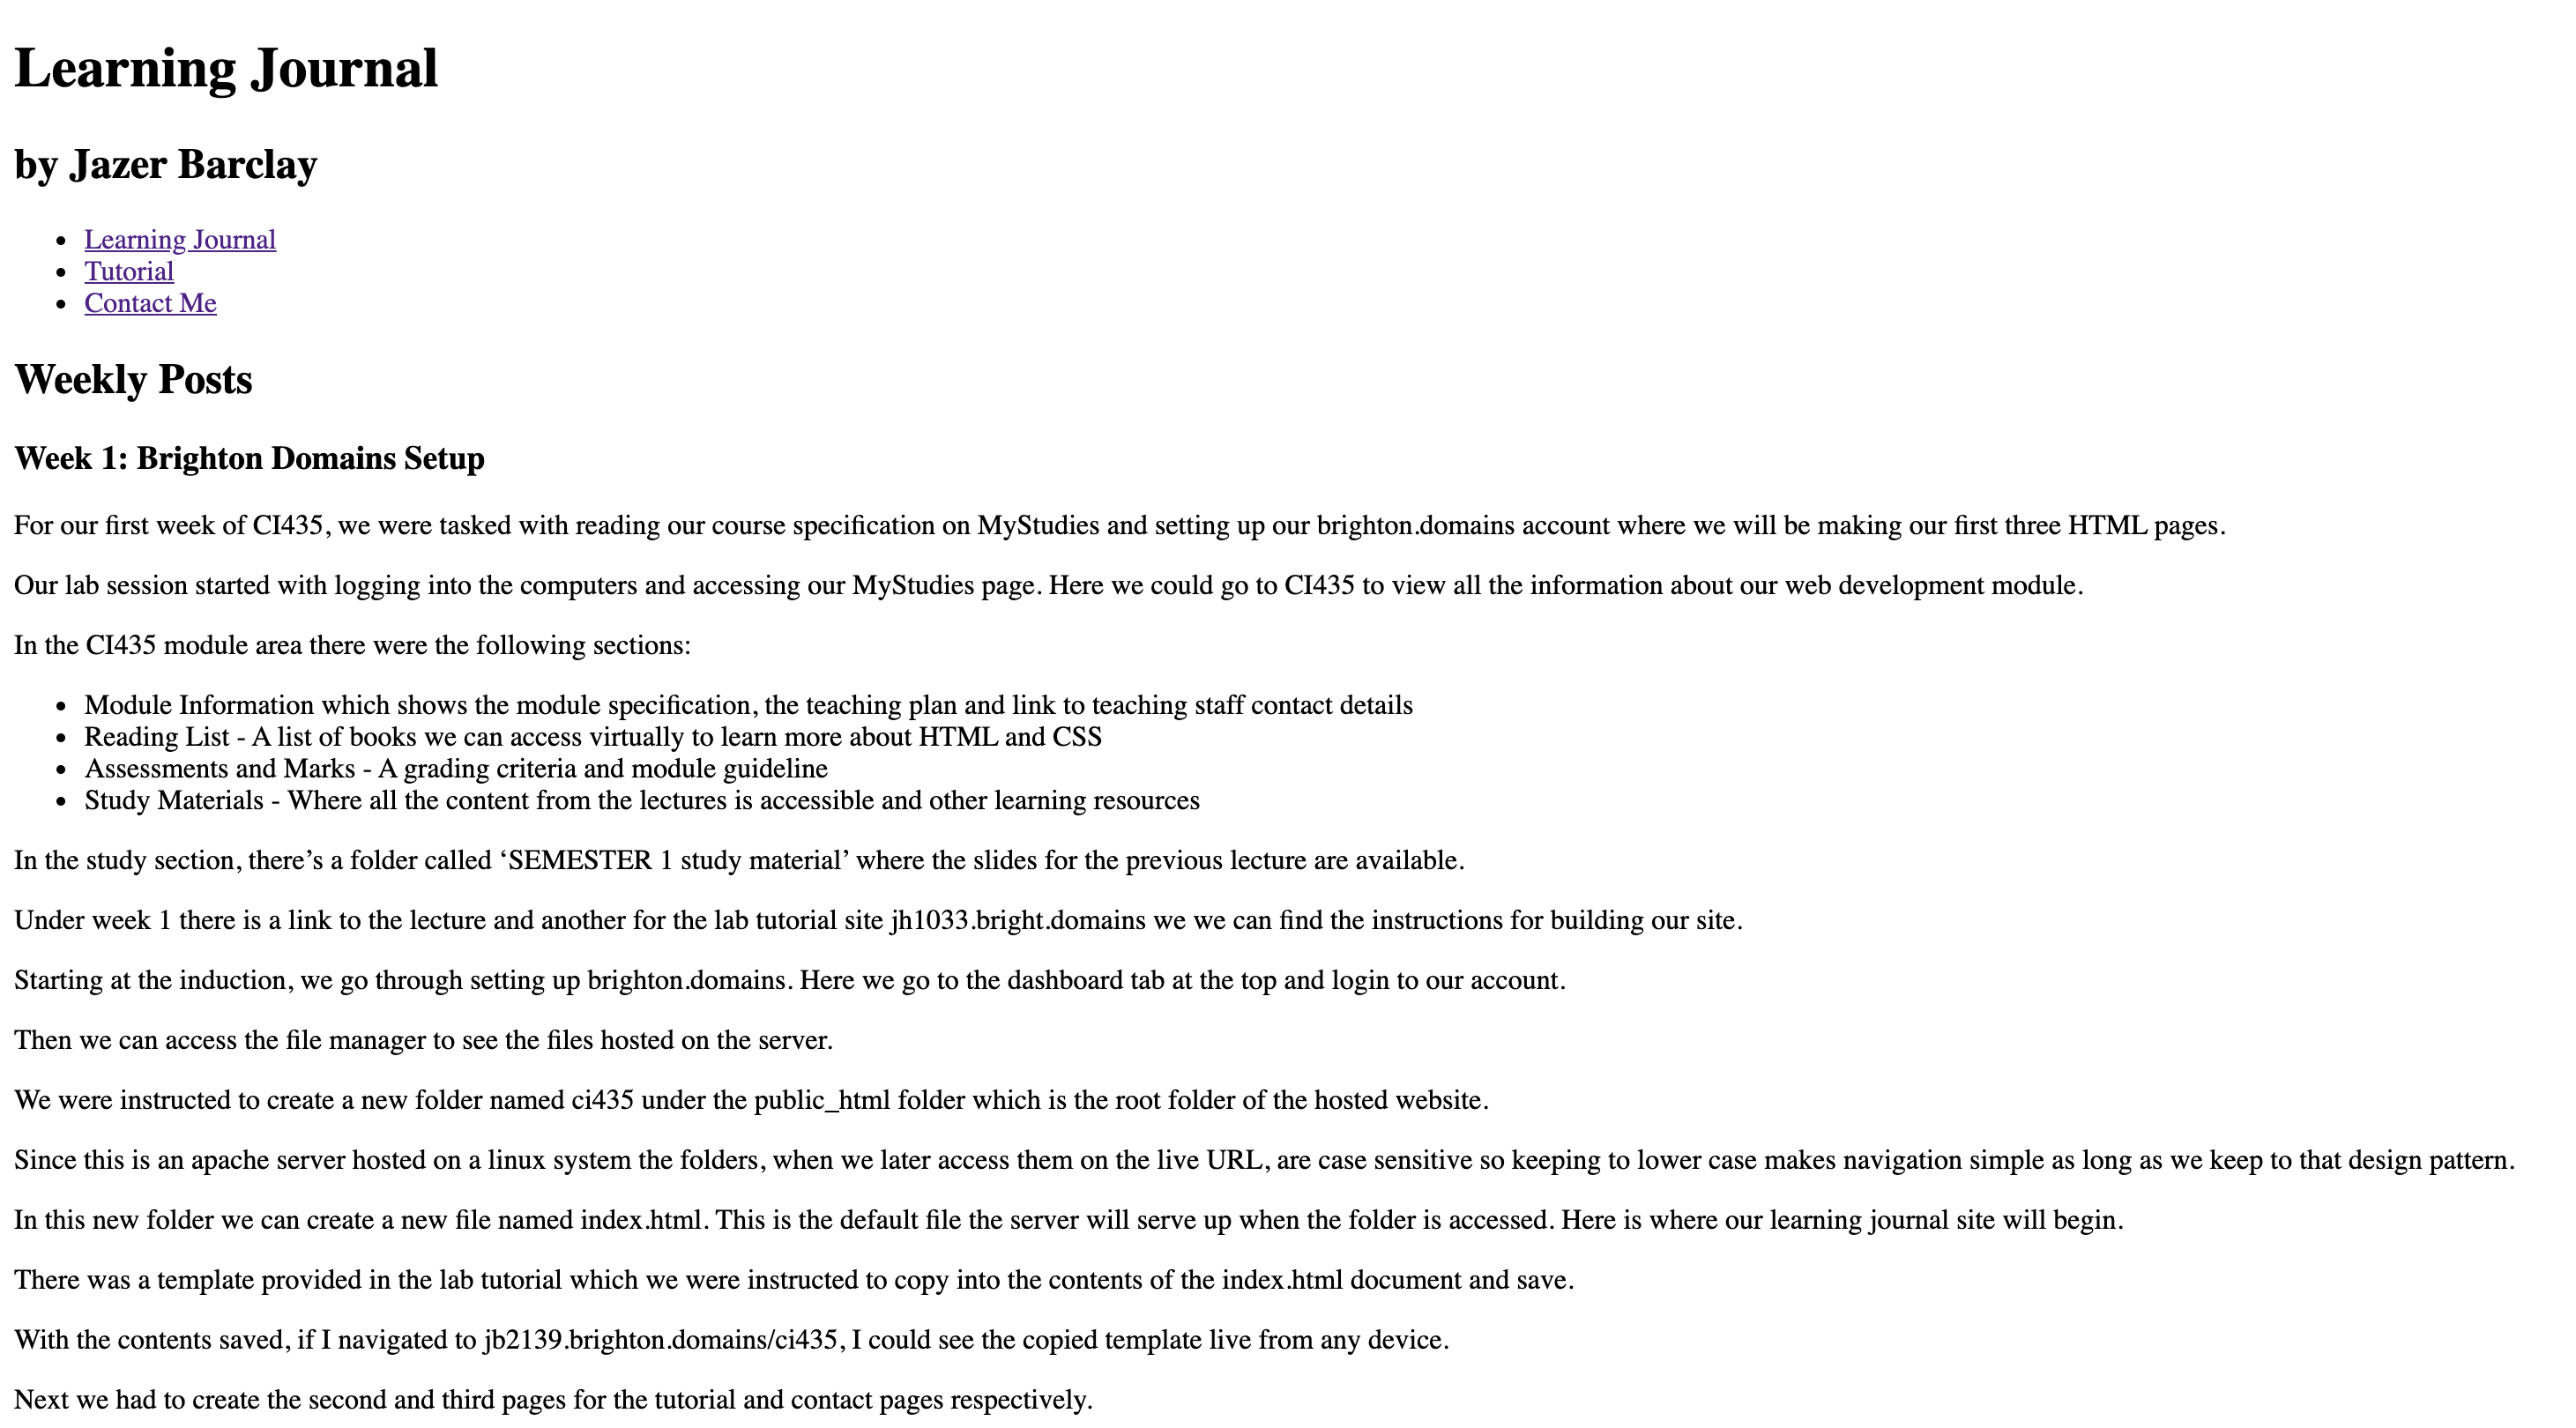 Learning Journal
by Jazer Barclay
Learning Journal
Tutorial
Contact Me
Weekly Posts
Week 1: Brighton Domains Setup
For our first week of CI435, we were tasked with reading our course specification on MyStudies and setting up our brighton.domains account where we will be making our first three HTML pages.
Our lab session started with logging into the computers and accessing our MyStudies page. Here we could go to CI435 to view all the information about our web development module.
In the CI435 module area there were the following sections:
Module Information which shows the module specification, the teaching plan and link to teaching staff contact details
Reading List - A list of books we can access virtually to learn more about HTML and CSS
Assessments and Marks - A grading criteria and module guideline
Study Materials - Where all the content from the lectures is accessible and other learning resources
In the study section, there’s a folder called ‘SEMESTER 1 study material’ where the slides for the previous lecture are available.
Under week 1 there is a link to the lecture and another for the lab tutorial site jh1033.bright.domains we we can find the instructions for building our site.
Starting at the induction, we go through setting up brighton.domains. Here we go to the dashboard tab at the top and login to our account.
Then we can access the file manager to see the files hosted on the server.
We were instructed to create a new folder named ci435 under the public_html folder which is the root folder of the hosted website.
Since this is an apache server hosted on a linux system the folders, when we later access them on the live URL, are case sensitive so keeping to lower case makes navigation simple as long as we keep to that design pattern.
In this new folder we can create a new file named index.html. This is the default file the server will serve up when the folder is accessed. Here is where our learning journal site will begin.
There was a template provided in the lab tutorial which we were instructed to copy into the contents of the index.html document and save.
With the contents saved, if I navigated to jb2139.brighton.domains/ci435, I could see the copied template live from any device.
Next we had to create the second and third pages for the tutorial and contact pages respectively.